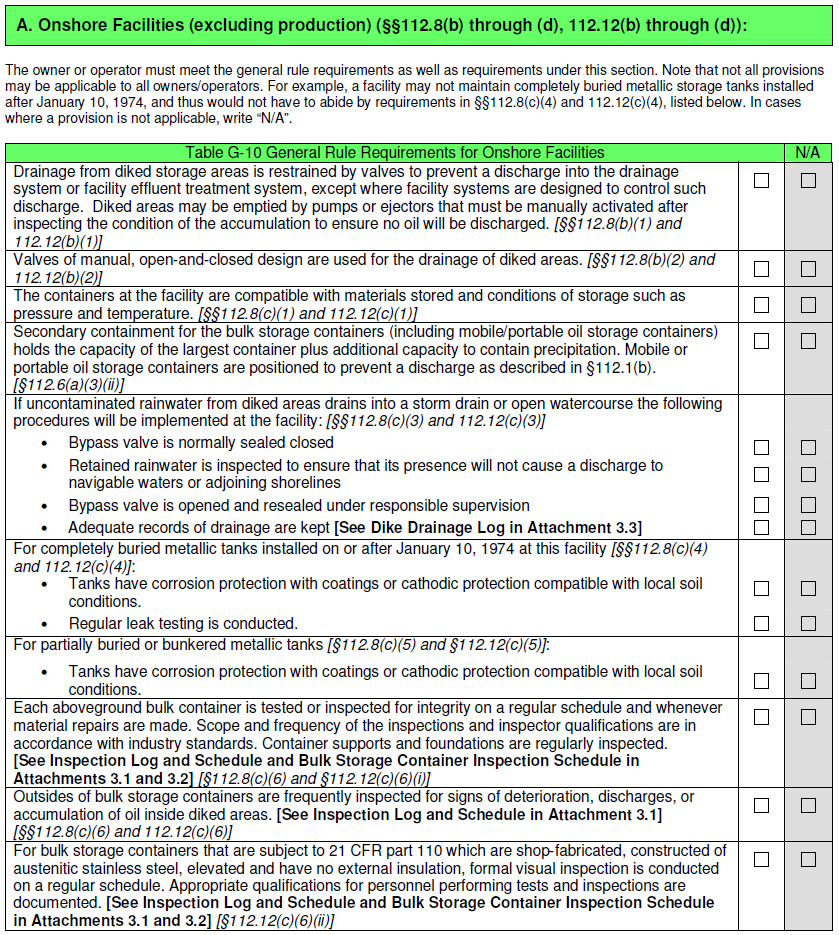 A. Onshore Facilities (excluding production) (§§112.8(b) through (d), 112.12(b) through (d)):
The owner or operator must meet the general rule requirements as well as requirements under this section. Note that not all provisions
may be applicable to all owners/operators. For example, a facility may not maintain completely buried metallic storage tanks installed
after January 10, 1974, and thus would not have to abide by requirements in §§112.8(c)(4) and 112.12(c)(4), listed below. In cases
where a provision is not applicable, write “N/A”.
Table G-10 General Rule Requirements for Onshore Facilities N/A
Drainage from diked storage areas is restrained by valves to prevent a discharge into the drainage
system or facility effluent treatment system, except where facility systems are designed to control such
discharge. Diked areas may be emptied by pumps or ejectors that must be manually activated after
inspecting the condition of the accumulation to ensure no oil will be discharged. [§§112.8(b)(1) and
112.12(b)(1)]
Valves of manual, open-and-closed design are used for the drainage of diked areas. [§§112.8(b)(2) and
112.12(b)(2)]
The containers at the facility are compatible with materials stored and conditions of storage such as
pressure and temperature. [§§112.8(c)(1) and 112.12(c)(1)]
Secondary containment for the bulk storage containers (including mobile/portable oil storage containers)
holds the capacity of the largest container plus additional capacity to contain precipitation. Mobile or
portable oil storage containers are positioned to prevent a discharge as described in §112.1(b).
[§112.6(a)(3)(ii)]
If uncontaminated rainwater from diked areas drains into a storm drain or open watercourse the following
procedures will be implemented at the facility: [§§112.8(c)(3) and 112.12(c)(3)]
• Bypass valve is normally sealed closed
• Retained rainwater is inspected to ensure that its presence will not cause a discharge to
navigable waters or adjoining shorelines
• Bypass valve is opened and resealed under responsible supervision
• Adequate records of drainage are kept [See Dike Drainage Log in Attachment 3.3]
For completely buried metallic tanks installed on or after January 10, 1974 at this facility [§§112.8(c)(4)
and 112.12(c)(4)]:
• Tanks have corrosion protection with coatings or cathodic protection compatible with local soil
conditions.
• Regular leak testing is conducted.
For partially buried or bunkered metallic tanks [§112.8(c)(5) and §112.12(c)(5)]:
• Tanks have corrosion protection with coatings or cathodic protection compatible with local soil
conditions.
Each aboveground bulk container is tested or inspected for integrity on a regular schedule and whenever
material repairs are made. Scope and frequency of the inspections and inspector qualifications are in
accordance with industry standards. Container supports and foundations are regularly inspected.
[See Inspection Log and Schedule and Bulk Storage Container Inspection Schedule in
Attachments 3.1 and 3.2] [§112.8(c)(6) and §112.12(c)(6)(i)]
Outsides of bulk storage containers are frequently inspected for signs of deterioration, discharges, or
accumulation of oil inside diked areas. [See Inspection Log and Schedule in Attachment 3.1]
[§§112.8(c)(6) and 112.12(c)(6)]
For bulk storage containers that are subject to 21 CFR part 110 which are shop-fabricated, constructed of
austenitic stainless steel, elevated and have no external insulation, formal visual inspection is conducted
on a regular schedule. Appropriate qualifications for personnel performing tests and inspections are
documented. [See Inspection Log and Schedule and Bulk Storage Container Inspection Schedule
in Attachments 3.1 and 3.2] [§112.12(c)(6)(ii)]